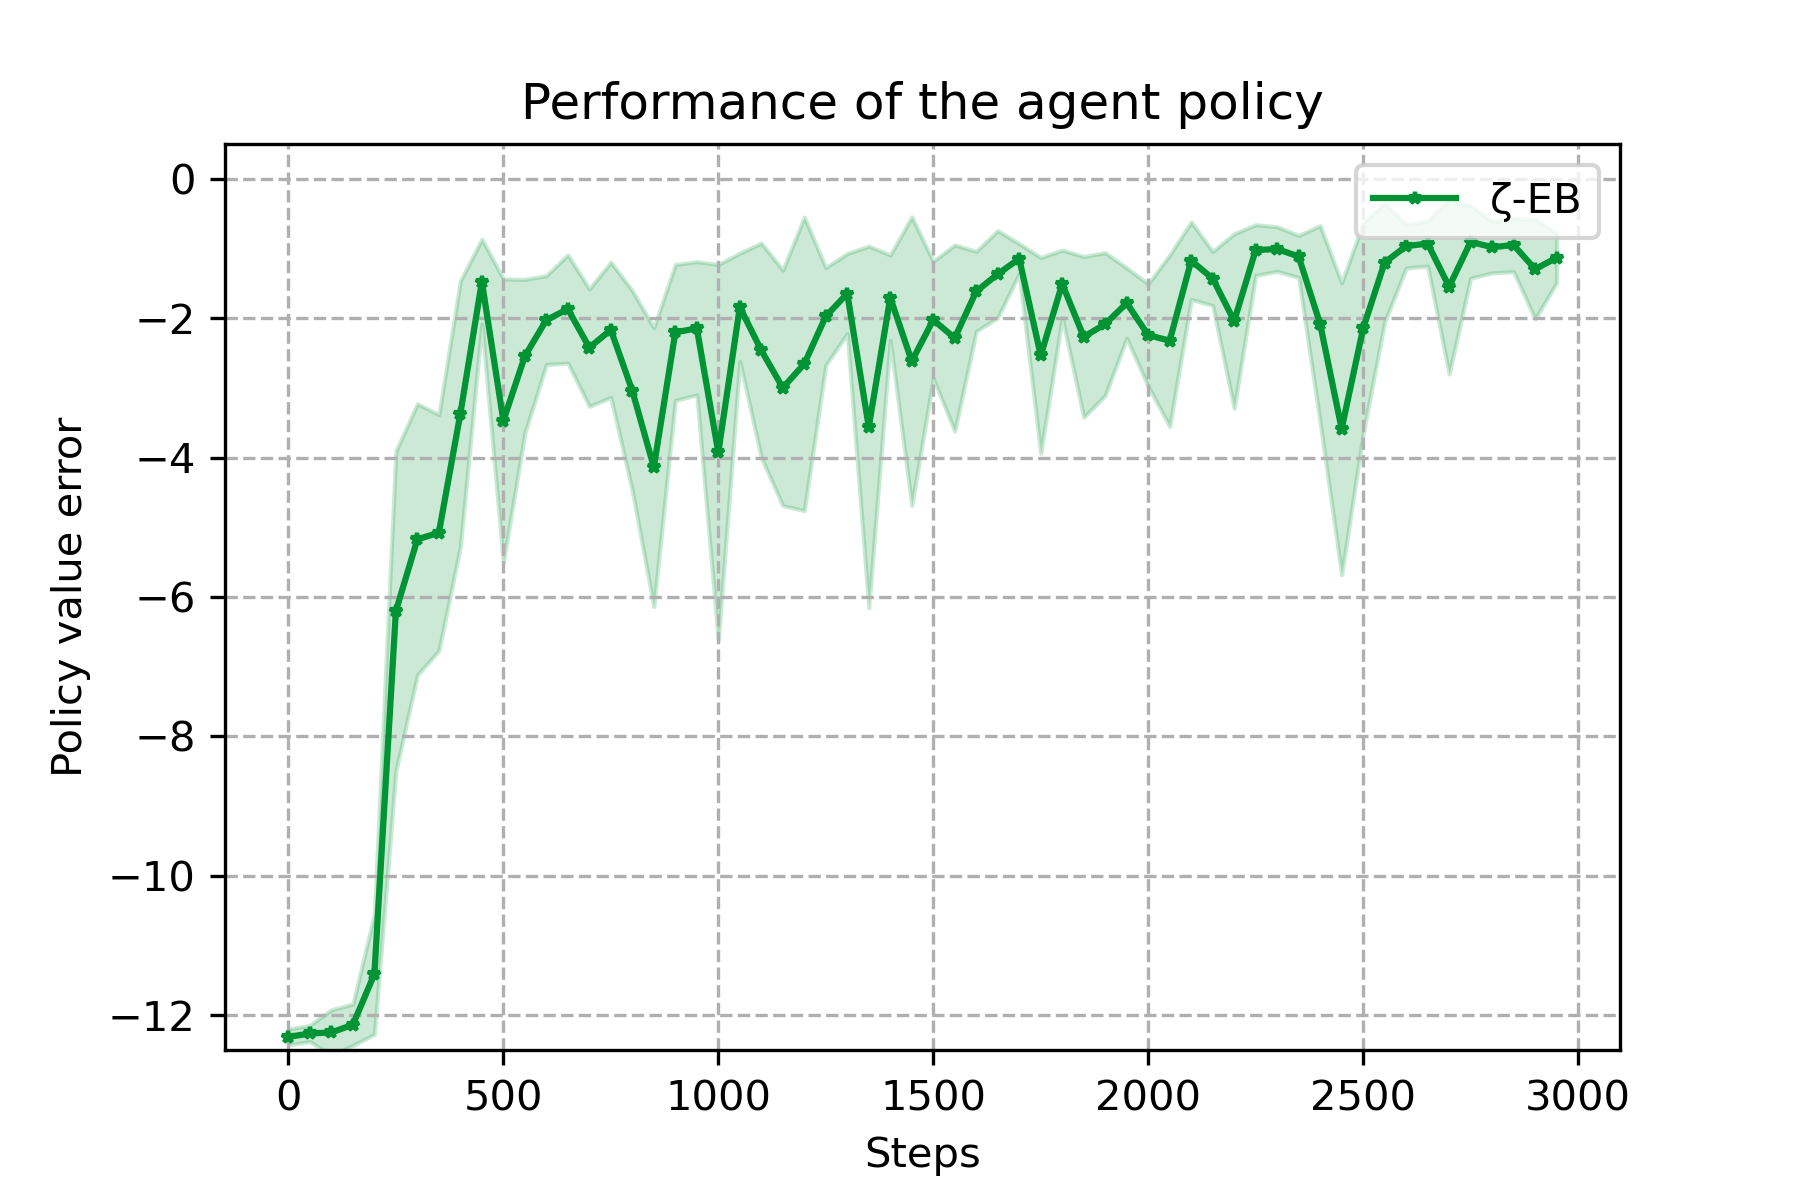 Performance of the agent policy
ζ-EB
Policy value error
0
−2
−4
−6
−8
−10
−12
0 500 1000 1500 2000 2500 3000
Steps